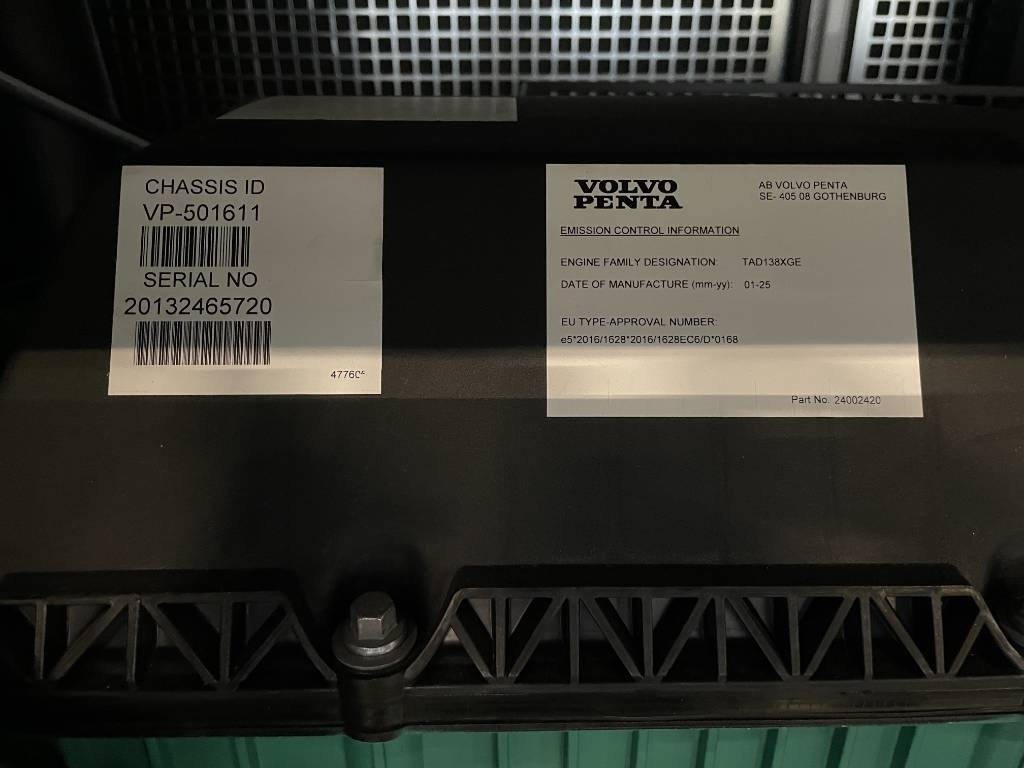 CHASSIS ID
VP-501611
SERIAL NO
20132465720
VOLVO
PENTA
AB VOLVO PENTA
SE- 405 08 GOTHENBURG
EMISSION CONTROL INFORMATION
ENGINE FAMILY DESIGNATION: TAD138XGE
DATE OF MANUFACTURE (mm-yy): 01-25
EU TYPE-APPROVAL NUMBER:
e5*2016/1628*2016/1628EC6/D*0168
Part No. 24002420